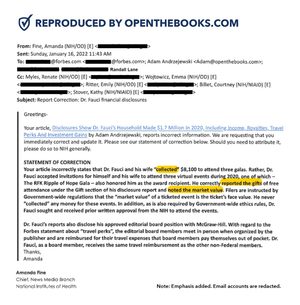 REPRODUCED BY OPENTHEBOOKS.COM
From: Fine, Amanda (NIH/OD) [E] < >
Sent: Sunday, January 16, 2022 11:43 AM
To: @forbes.com; @forbes.com; Adam Andrzejewski <Adam@openthebooks.com>;
Randall Lane
Cc: Myles, Renate (NIH/OD) [E] < >; Wojtowicz, Emma (NIH/OD)
[E] < >; Ritter, Emily (NIH/OD) [E] < >; Billet, Courtney (NIH/NIAID)
[E] < >; Stover, Kathy (NIH/NIAID) [E] < >
Subject: Report Correction: Dr. Fauci financial disclosures
Greetings-
Your article, Disclosures Show Dr. Fauci's Household Made $1.7 Million in 2020, Including Income, Royalties, Travel
Perks And Investment Gains by Adam Andrzejewski, reports incorrect information. We are requesting that you
immediately correct and update it. Please see our statement of correction below. Should you need to attribute it,
please do so to NIH generally.
STATEMENT OF CORRECTION
Your article incorrectly states that Dr. Fauci and his wife "collected" $8,100 to attend three galas. Rather, Dr.
Fauci accepted invitations for himself and his wife to attend three virtual events during 2020, one of which –
The RFK Ripple of Hope Gala – also honored him as the award recipient. He correctly reported the gifts of free
attendance under the Gift section of his disclosure report and noted the market value. Filers are instructed by
Government-wide regulations that the "market value" of a ticketed event is the ticket's face value. He never
"collected" any money for these events. In addition, as is also required by Government-wide ethics rules, Dr.
Fauci sought and received prior written approval from the NIH to attend the events.
Dr. Fauci's reports also disclose his approved editorial board position with McGraw-Hill. With regard to the
Forbes statement about "travel perks", the editorial board members meet in person when organized by the
publisher and are reimbursed for their travel expenses that board members pay themselves out of pocket. Dr.
Fauci, as a board member, receives the same travel reimbursement as the other non-Federal members.
Thanks,
Amanda
Amanda Fine
Chief, News Media Branch
National Institutes of Health
Note: Emphasis added. Email accounts are redacted.